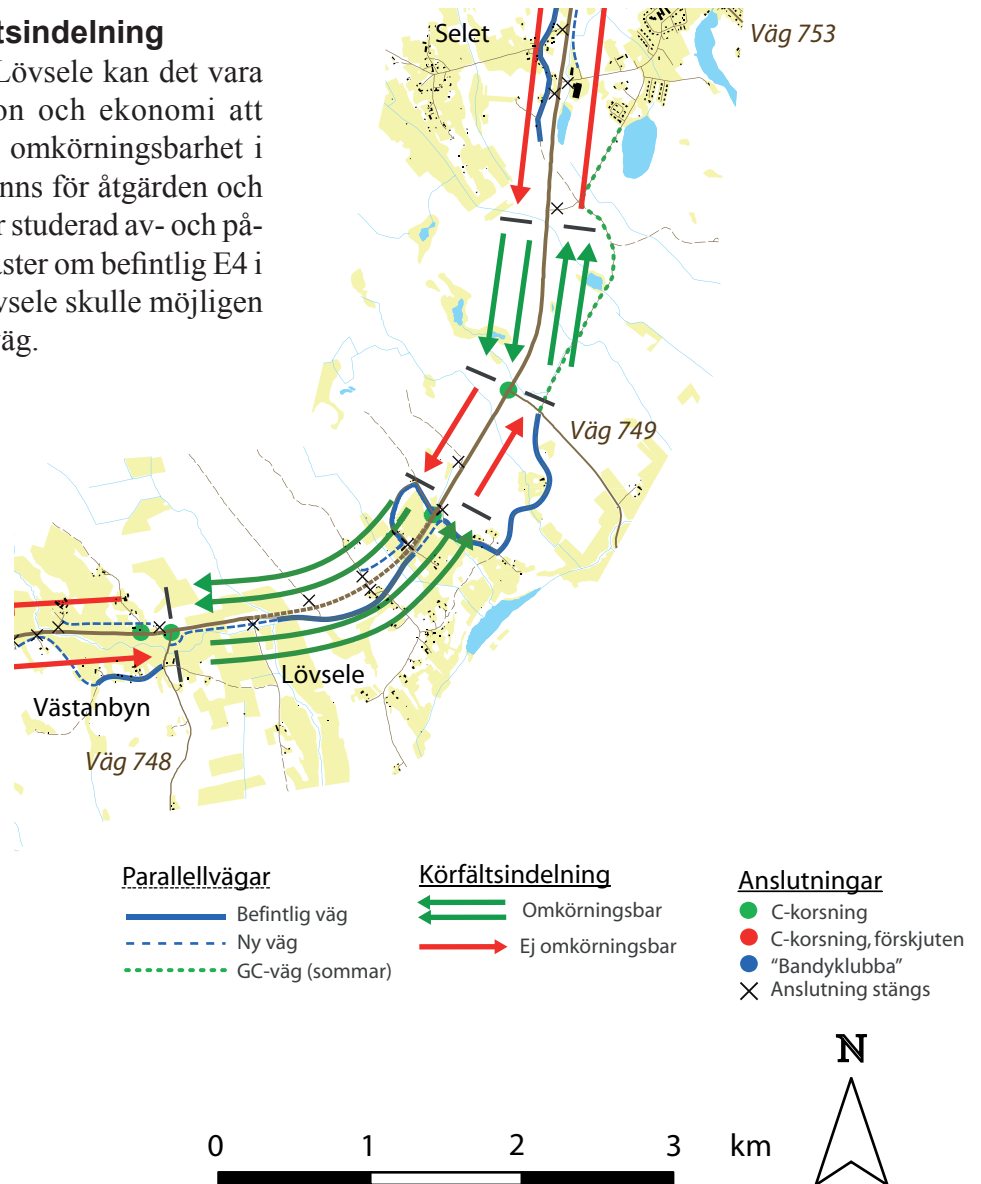 tsindelning
Lövsele kan det vara
on och ekonomi att
omkörningsbarhet i
nns för åtgärden och
r studerad av- och på-
aster om befintlig E4 i
vsele skulle möjligen
väg.
Selet
Väg 753
Väg 749
Lövsele
Västanbyn
Väg 748
Parallellvägar
Befintlig väg
Ny väg
GC-väg (sommar)
Körfältsindelning
Omkörningsbar
Ej omkörningsbar
Anslutningar
C-korsning
C-korsning, förskjuten
“Bandyklubba”
Anslutning stängs
N
0 1 2 3 km